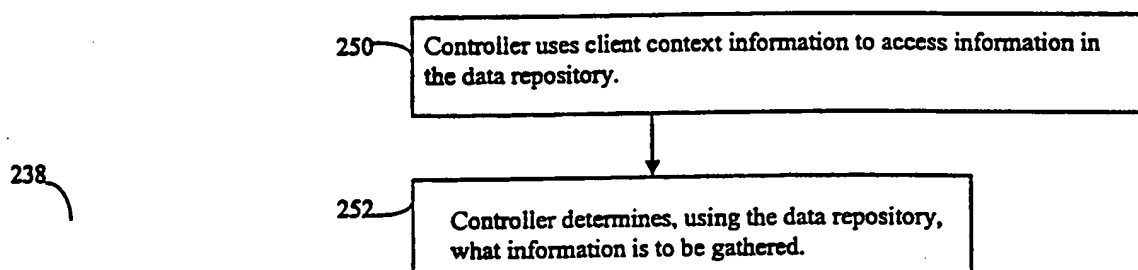 250
Controller uses client context information to access information in
the data repository.
238
252
Controller determines, using the data repository,
what information is to be gathered.